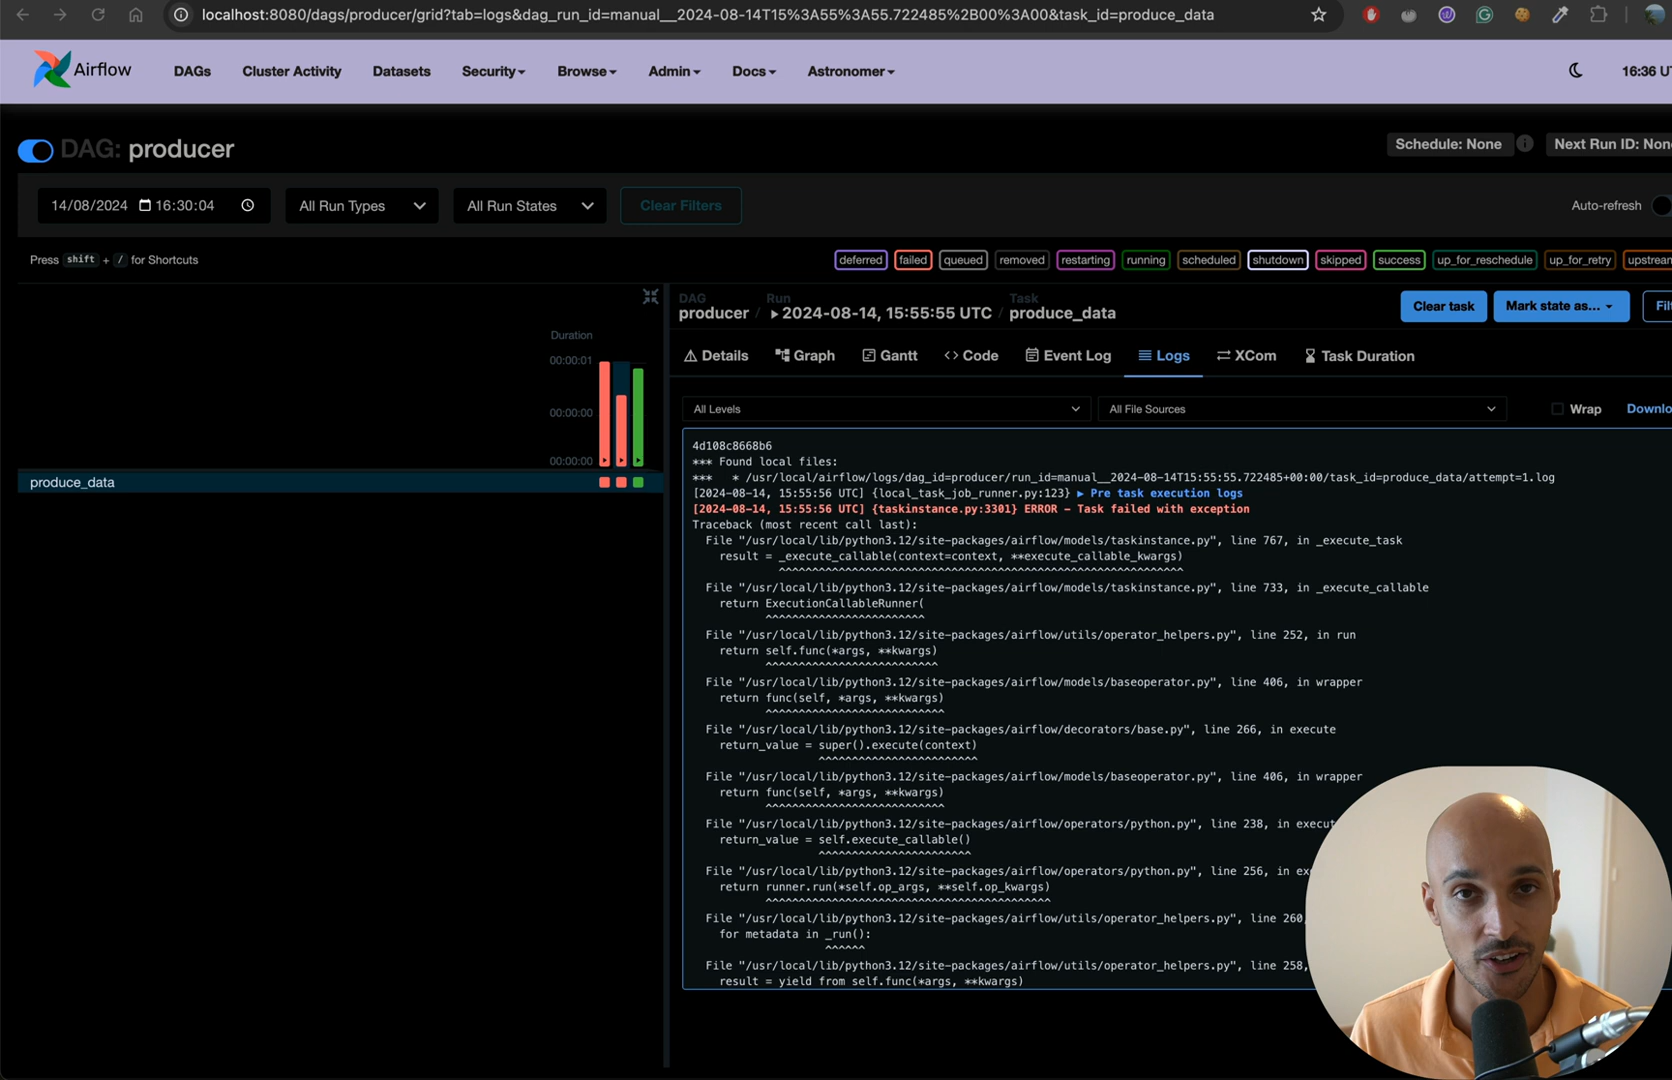 localhost:8080/dags/producer/grid?tab=logs&dag_run_id=manual__2024-08-14T15%3A55%3A55.722485%2B00%3A00&task_id=produce_data
Airflow
DAGs
Cluster Activity
Datasets
Security
Browse
Admin
Docs
Astronomer
16:36 UT
DAG: producer
Schedule: None
Next Run ID: Non
14/08/2024 16:30:04
All Run Types
All Run States
Clear Filters
Auto-refresh
Press shift + / for Shortcuts
deferred
failed
queued
removed
restarting
running
scheduled
shutdown
skipped
success
up_for_reschedule
up_for_retry
upstream
Duration
00:00:01
00:00:00
00:00:00
produce_data
DAG
producer
/
Run
2024-08-14, 15:55:55 UTC
/
Task
produce_data
Clear task
Mark state as...
Filt
Details
Graph
Gantt
<> Code
Event Log
Logs
XCom
Task Duration
All Levels
All File Sources
Wrap
Downlo
4d108c8668b6
*** Found local files:
***   * /usr/local/airflow/logs/dag_id=producer/run_id=manual__2024-08-14T15:55:55.722485+00:00/task_id=produce_data/attempt=1.log
[2024-08-14, 15:55:56 UTC] {local_task_job_runner.py:123} ▶ Pre task execution logs
[2024-08-14, 15:55:56 UTC] {taskinstance.py:3301} ERROR - Task failed with exception
Traceback (most recent call last):
File "/usr/local/lib/python3.12/site-packages/airflow/models/taskinstance.py", line 767, in _execute_task
result = _execute_callable(context=context, **execute_callable_kwargs)
^^^^^^^^^^^^^^^^^^^^^^^^^^^^^^^^^^^^^^^^^^^^^^^^^^^^^^^^^^^^^
File "/usr/local/lib/python3.12/site-packages/airflow/models/taskinstance.py", line 733, in _execute_callable
return ExecutionCallableRunner(
^^^^^^^^^^^^^^^^^^^^^^^^
File "/usr/local/lib/python3.12/site-packages/airflow/utils/operator_helpers.py", line 252, in run
return self.func(*args, **kwargs)
^^^^^^^^^^^^^^^^^^^^^^^^^^
File "/usr/local/lib/python3.12/site-packages/airflow/models/baseoperator.py", line 406, in wrapper
return func(self, *args, **kwargs)
^^^^^^^^^^^^^^^^^^^^^^^^^^^
File "/usr/local/lib/python3.12/site-packages/airflow/decorators/base.py", line 266, in execute
return_value = super().execute(context)
^^^^^^^^^^^^^^^^^^^^^^^^
File "/usr/local/lib/python3.12/site-packages/airflow/models/baseoperator.py", line 406, in wrapper
return func(self, *args, **kwargs)
^^^^^^^^^^^^^^^^^^^^^^^^^^^
File "/usr/local/lib/python3.12/site-packages/airflow/operators/python.py", line 238, in execut
return_value = self.execute_callable()
^^^^^^^^^^^^^^^^^^^^^^^
File "/usr/local/lib/python3.12/site-packages/airflow/operators/python.py", line 256, in ex
return runner.run(*self.op_args, **self.op_kwargs)
^^^^^^^^^^^^^^^^^^^^^^^^^^^^^^^^^^^^^^^^^^^
File "/usr/local/lib/python3.12/site-packages/airflow/utils/operator_helpers.py", line 260,
for metadata in _run():
^^^^^^
File "/usr/local/lib/python3.12/site-packages/airflow/utils/operator_helpers.py", line 258,
result = yield from self.func(*args, **kwargs)